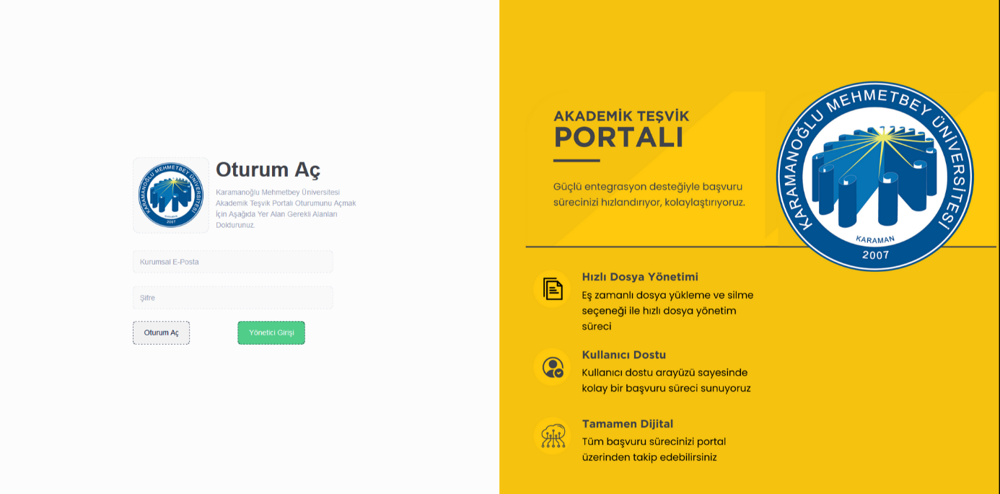 KARAMANOĞLU MEHMETBEY ÜNİVERSİTESİ
KARAMAN
2007
Oturum Aç
Karamanoğlu Mehmetbey Üniversitesi
Akademik Teşvik Portalı Oturumunu Açmak
İçin Aşağıda Yer Alan Gerekli Alanları
Doldurunuz.
Kurumsal E-Posta
Şifre
Oturum Aç
Yönetici Girişi
AKADEMİK TEŞVİK
PORTALI
Güçlü entegrasyon desteğiyle başvuru
sürecinizi hızlandırıyor, kolaylaştırıyoruz.
KARAMANOĞLU MEHMETBEY ÜNİVERSİTESİ
KARAMAN
2007
Hızlı Dosya Yönetimi
Eş zamanlı dosya yükleme ve silme
seçeneği ile hızlı dosya yönetim
süreci
Kullanıcı Dostu
Kullanıcı dostu arayüzü sayesinde
kolay bir başvuru süreci sunuyoruz
Tamamen Dijital
Tüm başvuru sürecinizi portal
üzerinden takip edebilirsiniz